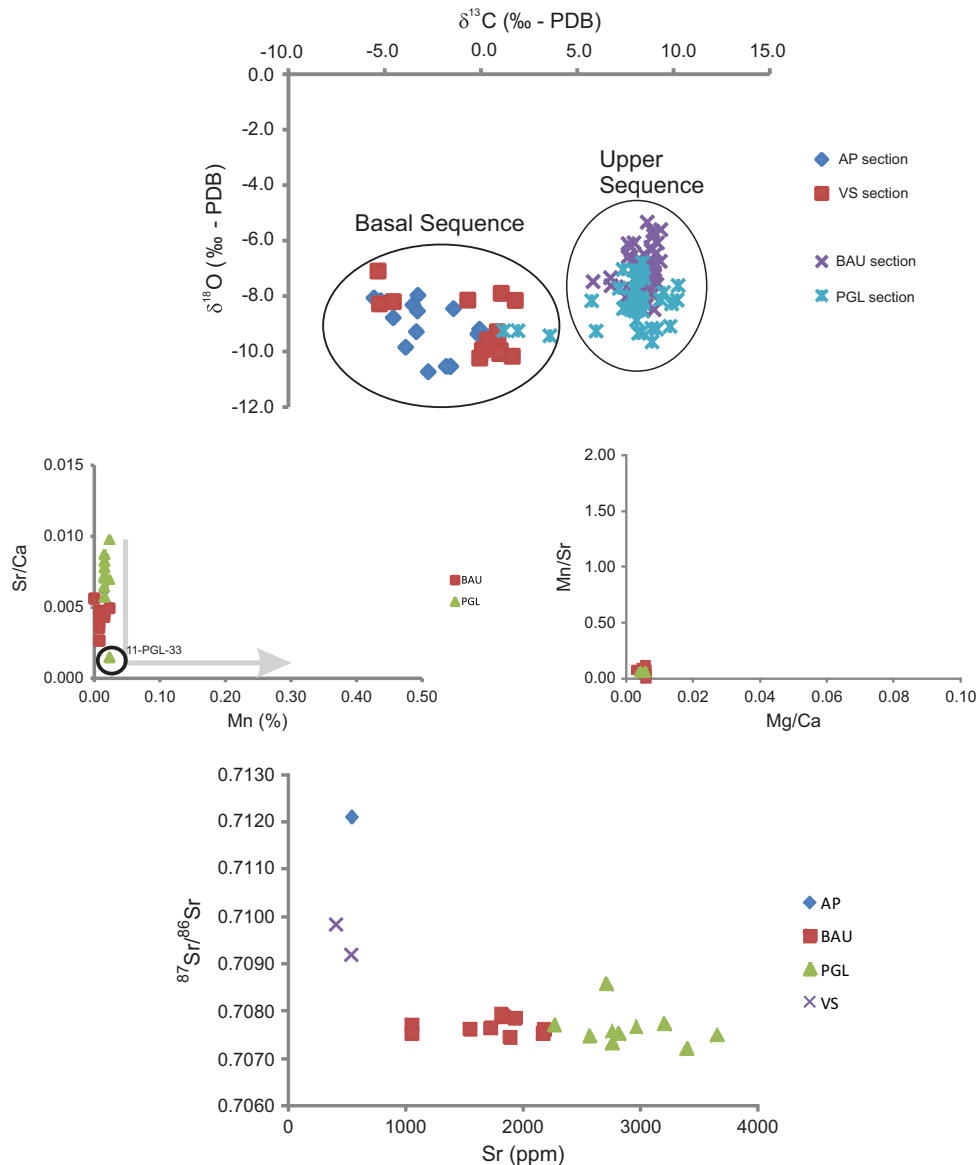 δ13C (‰ - PDB)
-10.0 -5.0 0.0 5.0 10.0 15.0
0.0
-2.0
-4.0
-6.0
-8.0
-10.0
-12.0
δ18O (‰ - PDB)
Basal Sequence
Upper
Sequence
AP section
VS section
BAU section
PGL section
Sr/Ca
0.015
0.010
0.005
0.000
11-PGL-33
0.00 0.10 0.20 0.30 0.40 0.50
Mn (%)
BAU
PGL
Mn/Sr
2.00
1.50
1.00
0.50
0.00
0.00 0.02 0.04 0.06 0.08 0.10
Mg/Ca
87Sr/86Sr
0.7130
0.7120
0.7110
0.7100
0.7090
0.7080
0.7070
0.7060
0 1000 2000 3000 4000
Sr (ppm)
AP
BAU
PGL
VS